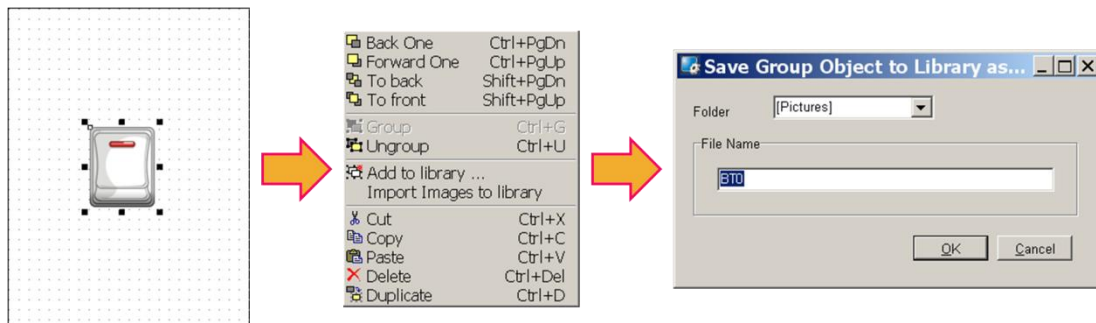 Back One Ctrl+PgDn
Forward One Ctrl+PgUp
To back Shift+PgDn
To front Shift+PgUp
Group Ctrl+G
Ungroup Ctrl+U
Add to library ...
Import Images to library
Cut Ctrl+X
Copy Ctrl+C
Paste Ctrl+V
Delete Ctrl+Del
Duplicate Ctrl+D
Save Group Object to Library as...
Folder [Pictures]
File Name
BT0
OK Cancel